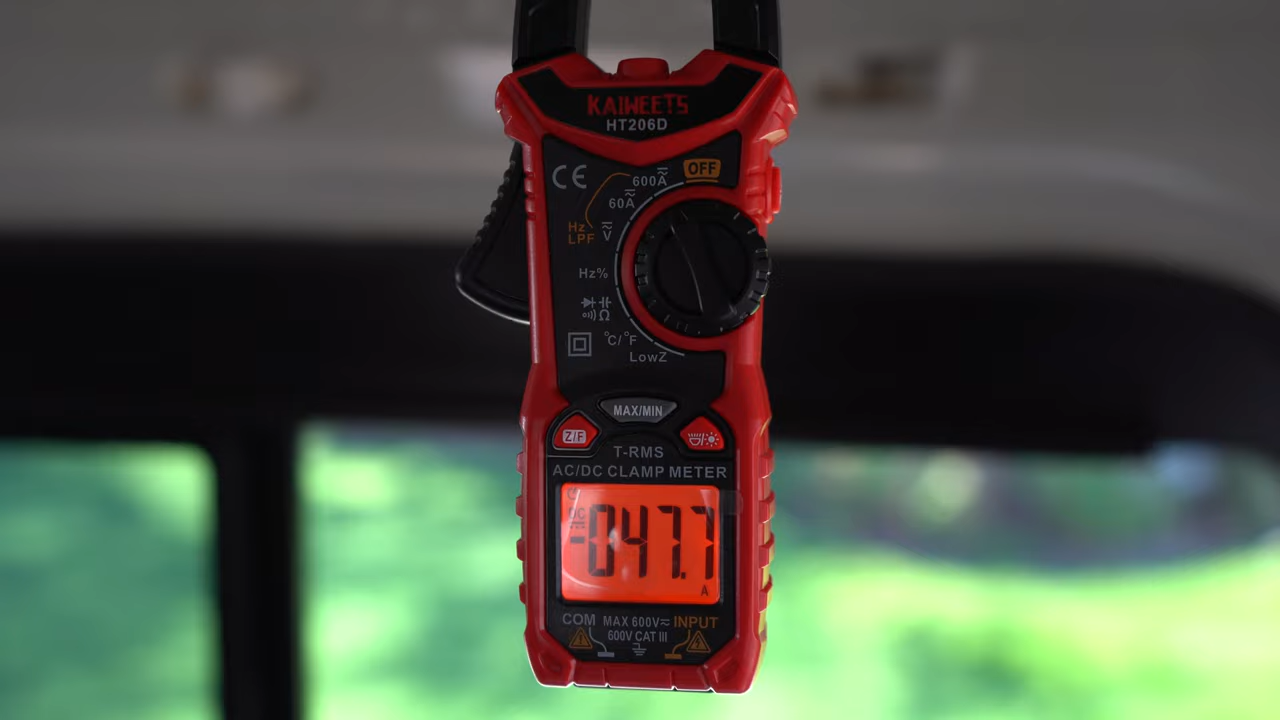 KAIWEETS
HT206D
CE
OFF
600A
60A
Hz
LPF
V
Hz%
Ω
°C/°F
LowZ
MAX/MIN
Z/F
T-RMS
AC/DC CLAMP METER
DC
-047.7
A
COM MAX 600V INPUT
600V CAT III